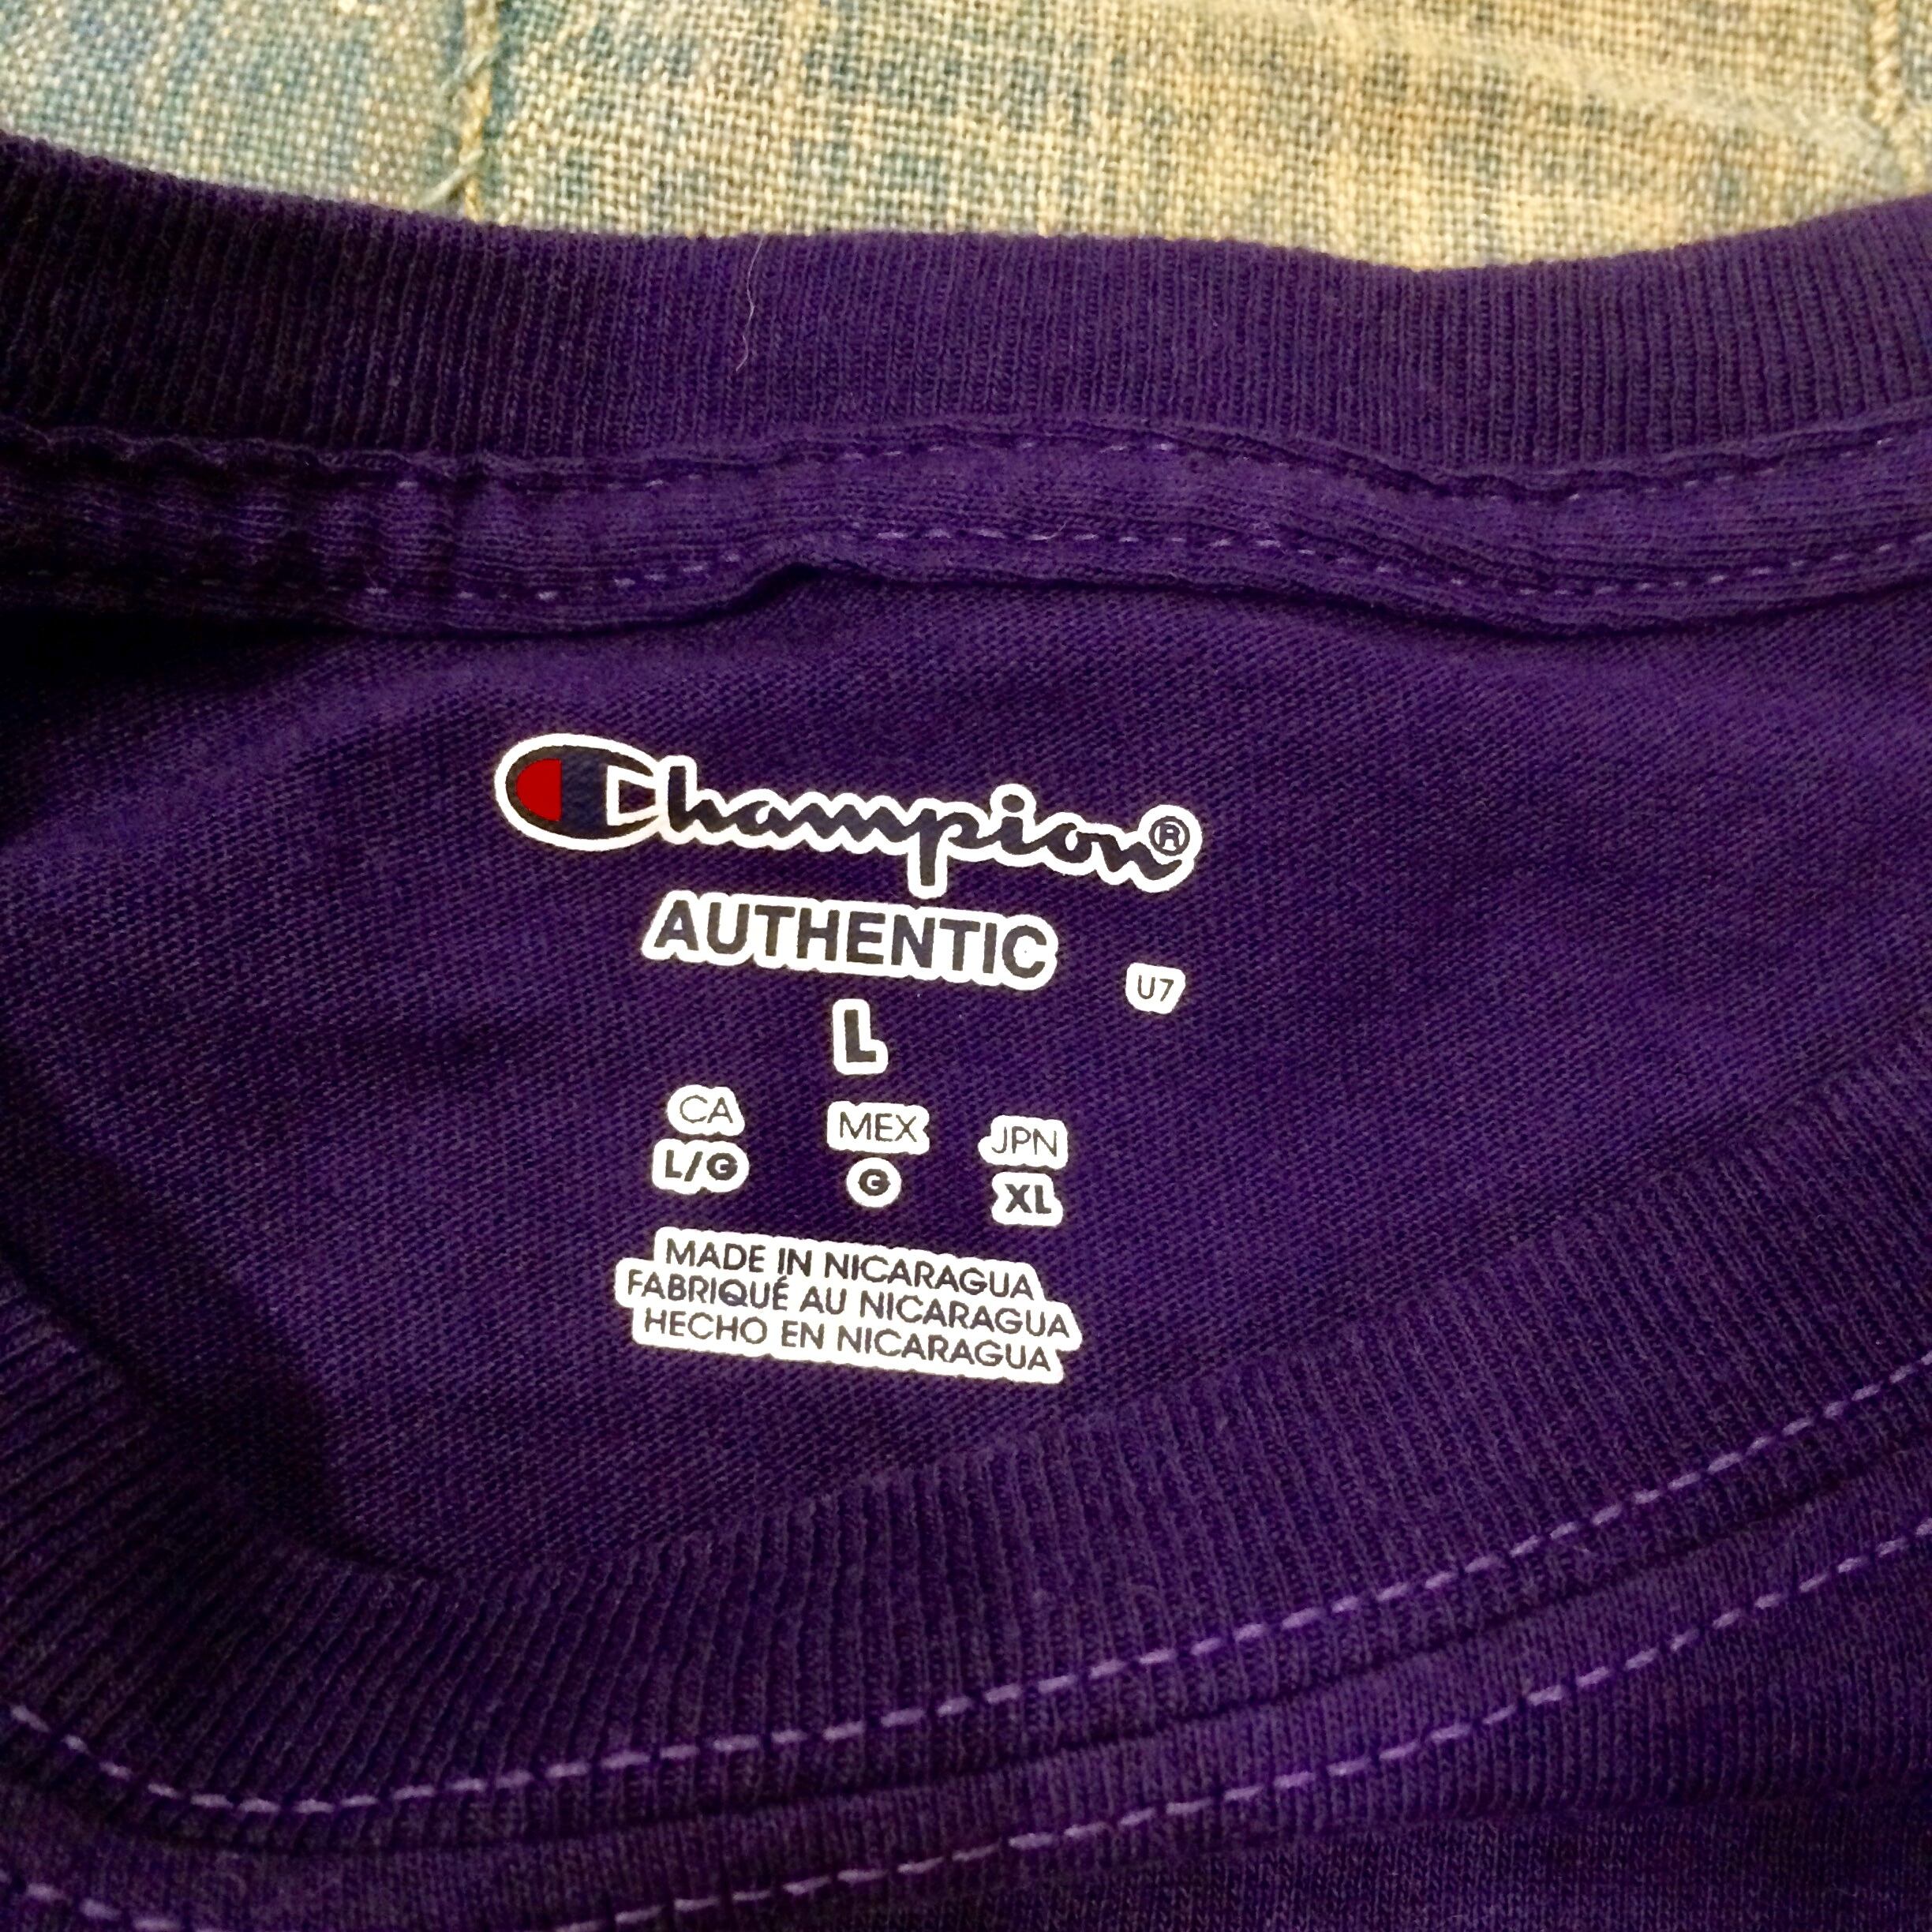 Champion®
AUTHENTIC
U7
L
CA MEX JPN
L/G G XL
MADE IN NICARAGUA
FABRIQUÉ AU NICARAGUA
HECHO EN NICARAGUA